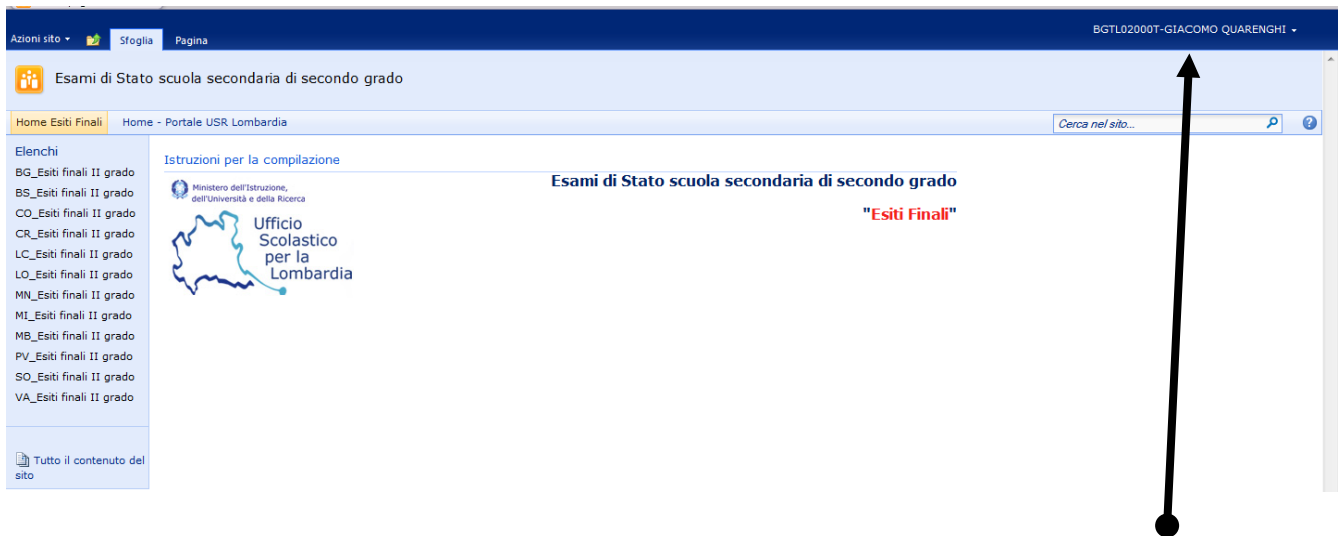 Azioni sito
Sfoglia
Pagina
BGTL02000T-GIACOMO QUARENGHI
Esami di Stato scuola secondaria di secondo grado
Home Esiti Finali
Home - Portale USR Lombardia
Cerca nel sito...
Elenchi
BG_Esiti finali II grado
BS_Esiti finali II grado
CO_Esiti finali II grado
CR_Esiti finali II grado
LC_Esiti finali II grado
LO_Esiti finali II grado
MN_Esiti finali II grado
MI_Esiti finali II grado
MB_Esiti finali II grado
PV_Esiti finali II grado
SO_Esiti finali II grado
VA_Esiti finali II grado
Tutto il contenuto del
sito
Istruzioni per la compilazione
Ministero dell'Istruzione,
dell'Università e della Ricerca
Ufficio
Scolastico
per la
Lombardia
Esami di Stato scuola secondaria di secondo grado
"Esiti Finali"